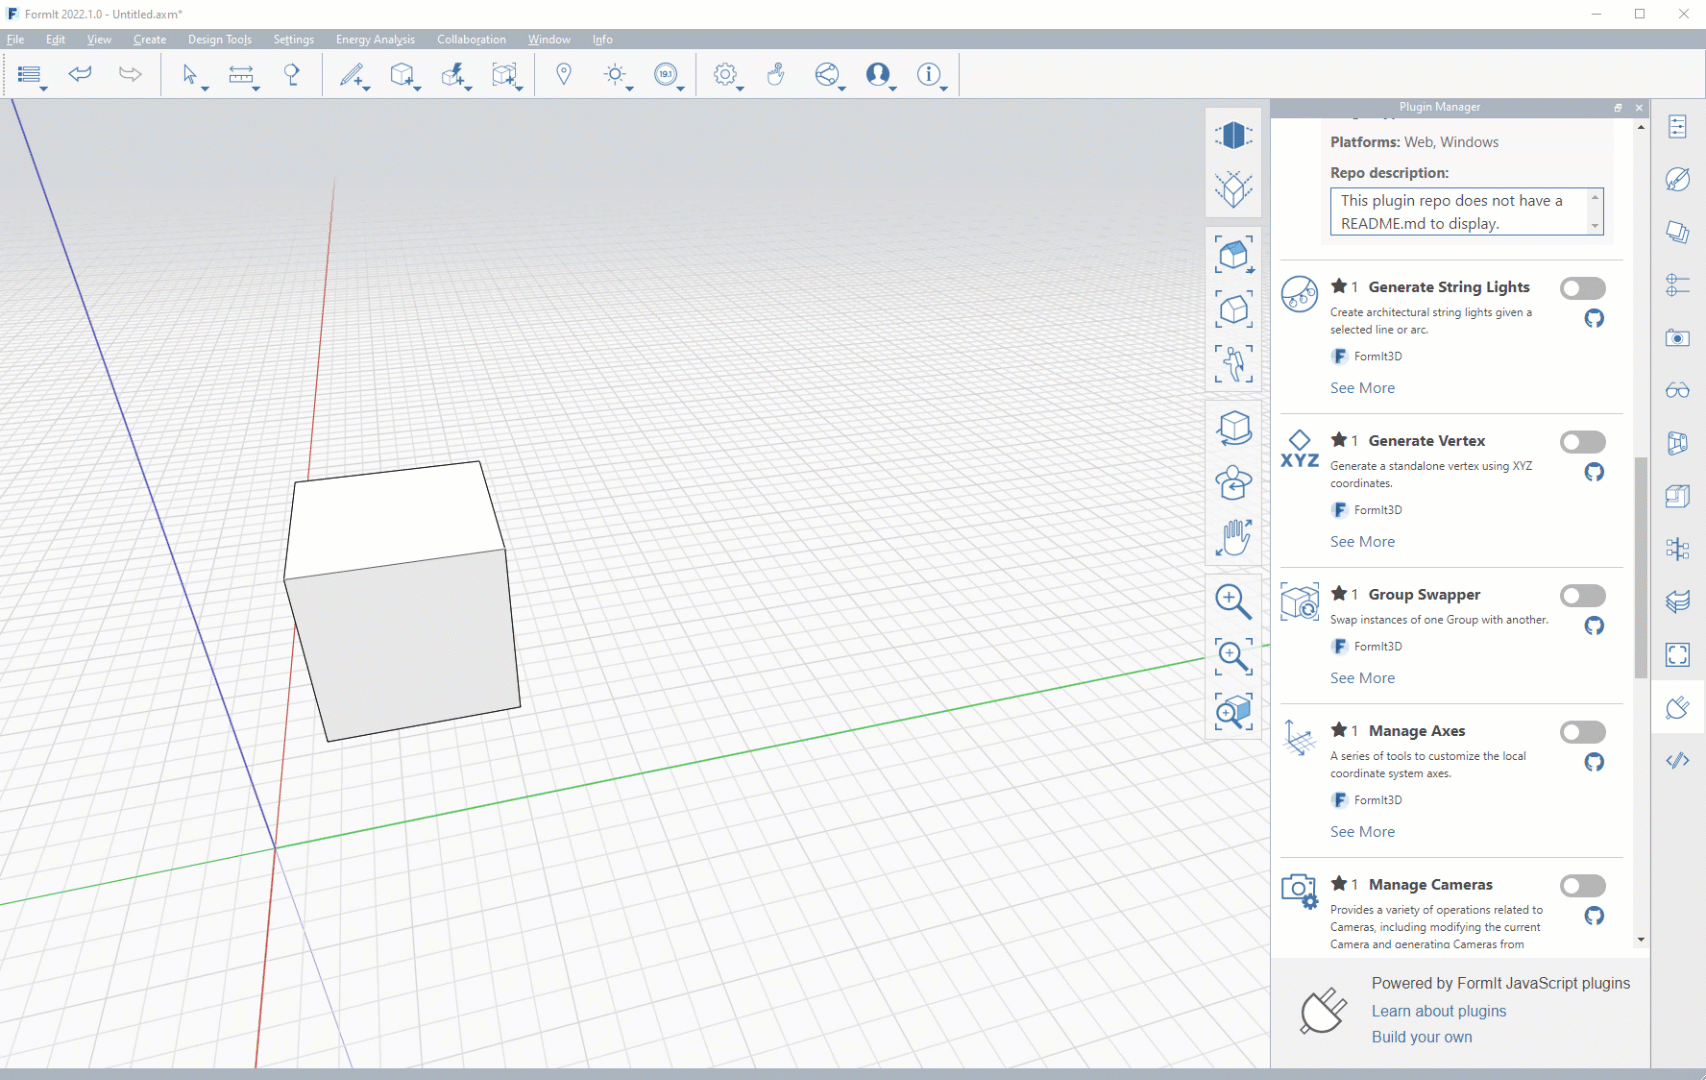 FormIt 2022.1.0 - Untitled.axm*
File Edit View Create Design Tools Settings Energy Analysis Collaboration Window Info
191
Plugin Manager
Platforms: Web, Windows
Repo description:
This plugin repo does not have a
README.md to display.
1 Generate String Lights
Create architectural string lights given a
selected line or arc.
FormIt3D
See More
XYZ
1 Generate Vertex
Generate a standalone vertex using XYZ
coordinates.
FormIt3D
See More
1 Group Swapper
Swap instances of one Group with another.
FormIt3D
See More
1 Manage Axes
A series of tools to customize the local
coordinate system axes.
FormIt3D
See More
1 Manage Cameras
Provides a variety of operations related to
Cameras, including modifying the current
Camera and generating Cameras from
Powered by FormIt JavaScript plugins
Learn about plugins
Build your own